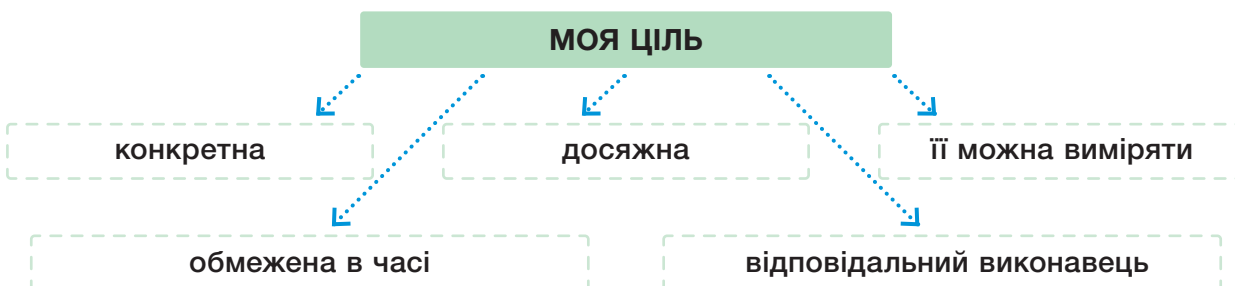 МОЯ ЦІЛЬ
конкретна
досяжна
її можна виміряти
обмежена в часі
відповідальний виконавець